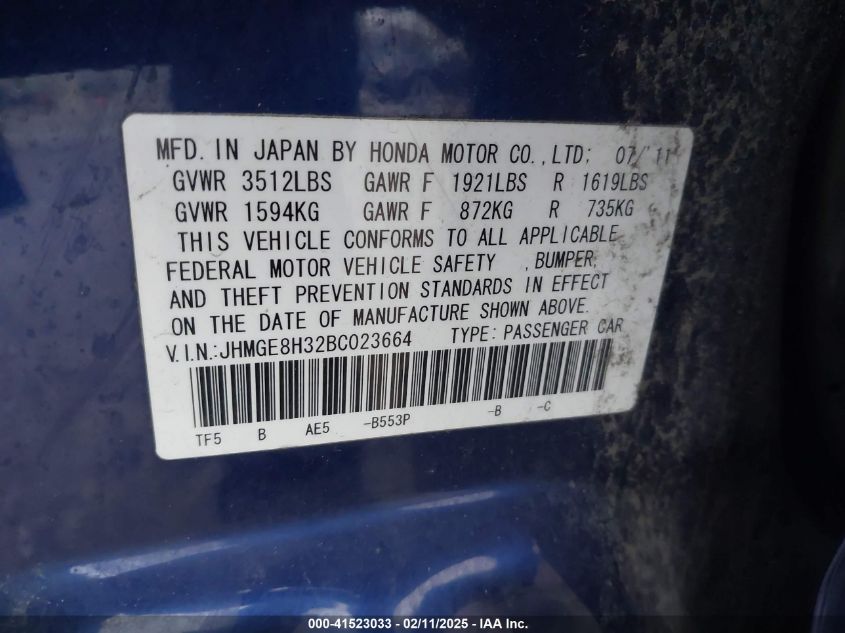 MFD. IN JAPAN BY HONDA MOTOR CO.,LTD; 07/'11
GVWR 3512LBS GAWR F 1921LBS R 1619LBS
GVWR 1594KG GAWR F 872KG R 735KG
THIS VEHICLE CONFORMS TO ALL APPLICABLE
FEDERAL MOTOR VEHICLE SAFETY ,BUMPER,
AND THEFT PREVENTION STANDARDS IN EFFECT
ON THE DATE OF MANUFACTURE SHOWN ABOVE.
V.I.N:JHMGE8H32BC023664 TYPE:PASSENGER CAR
TF5 B AE5 -B553P -B -C
000-41523033 - 02/11/2025 - IAA Inc.